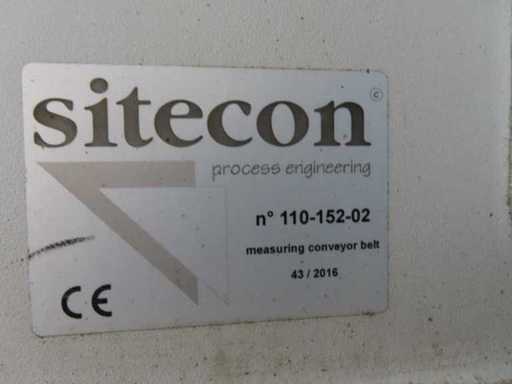 sitecon
©
process engineering
n° 110-152-02
measuring conveyor belt
43 / 2016
CE